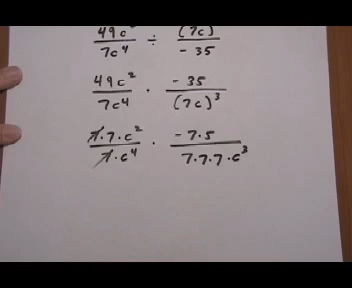 49c² / 7c⁴ ÷ (7c) / -35
49c² / 7c⁴ · -35 / (7c)³
7·7·c² / 7·c⁴ · -7·5 / 7·7·7·c³